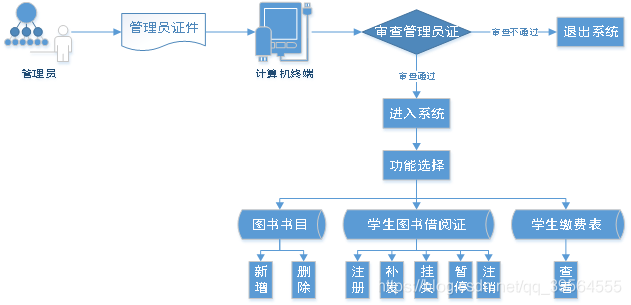 管理员
管理员证件
计算机终端
审查管理员证
审查不通过
退出系统
审查通过
进入系统
功能选择
图书书目
学生图书借阅证
学生缴费表
新增
删除
注册
补发
挂失
暂停
注销
查看
https://blog.csdn.net/qq_39664555